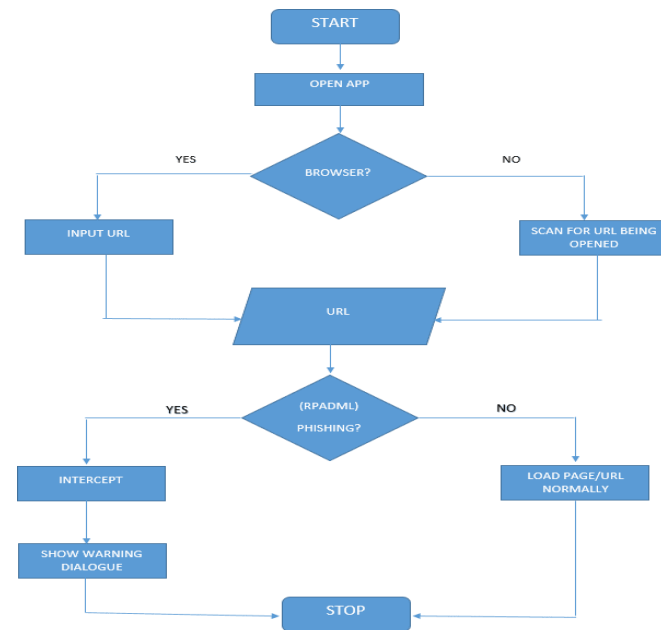 START
OPEN APP
BROWSER?
YES
NO
INPUT URL
SCAN FOR URL BEING
OPENED
URL
(RPADML)
PHISHING?
YES
NO
INTERCEPT
LOAD PAGE/URL
NORMALLY
SHOW WARNING
DIALOGUE
STOP